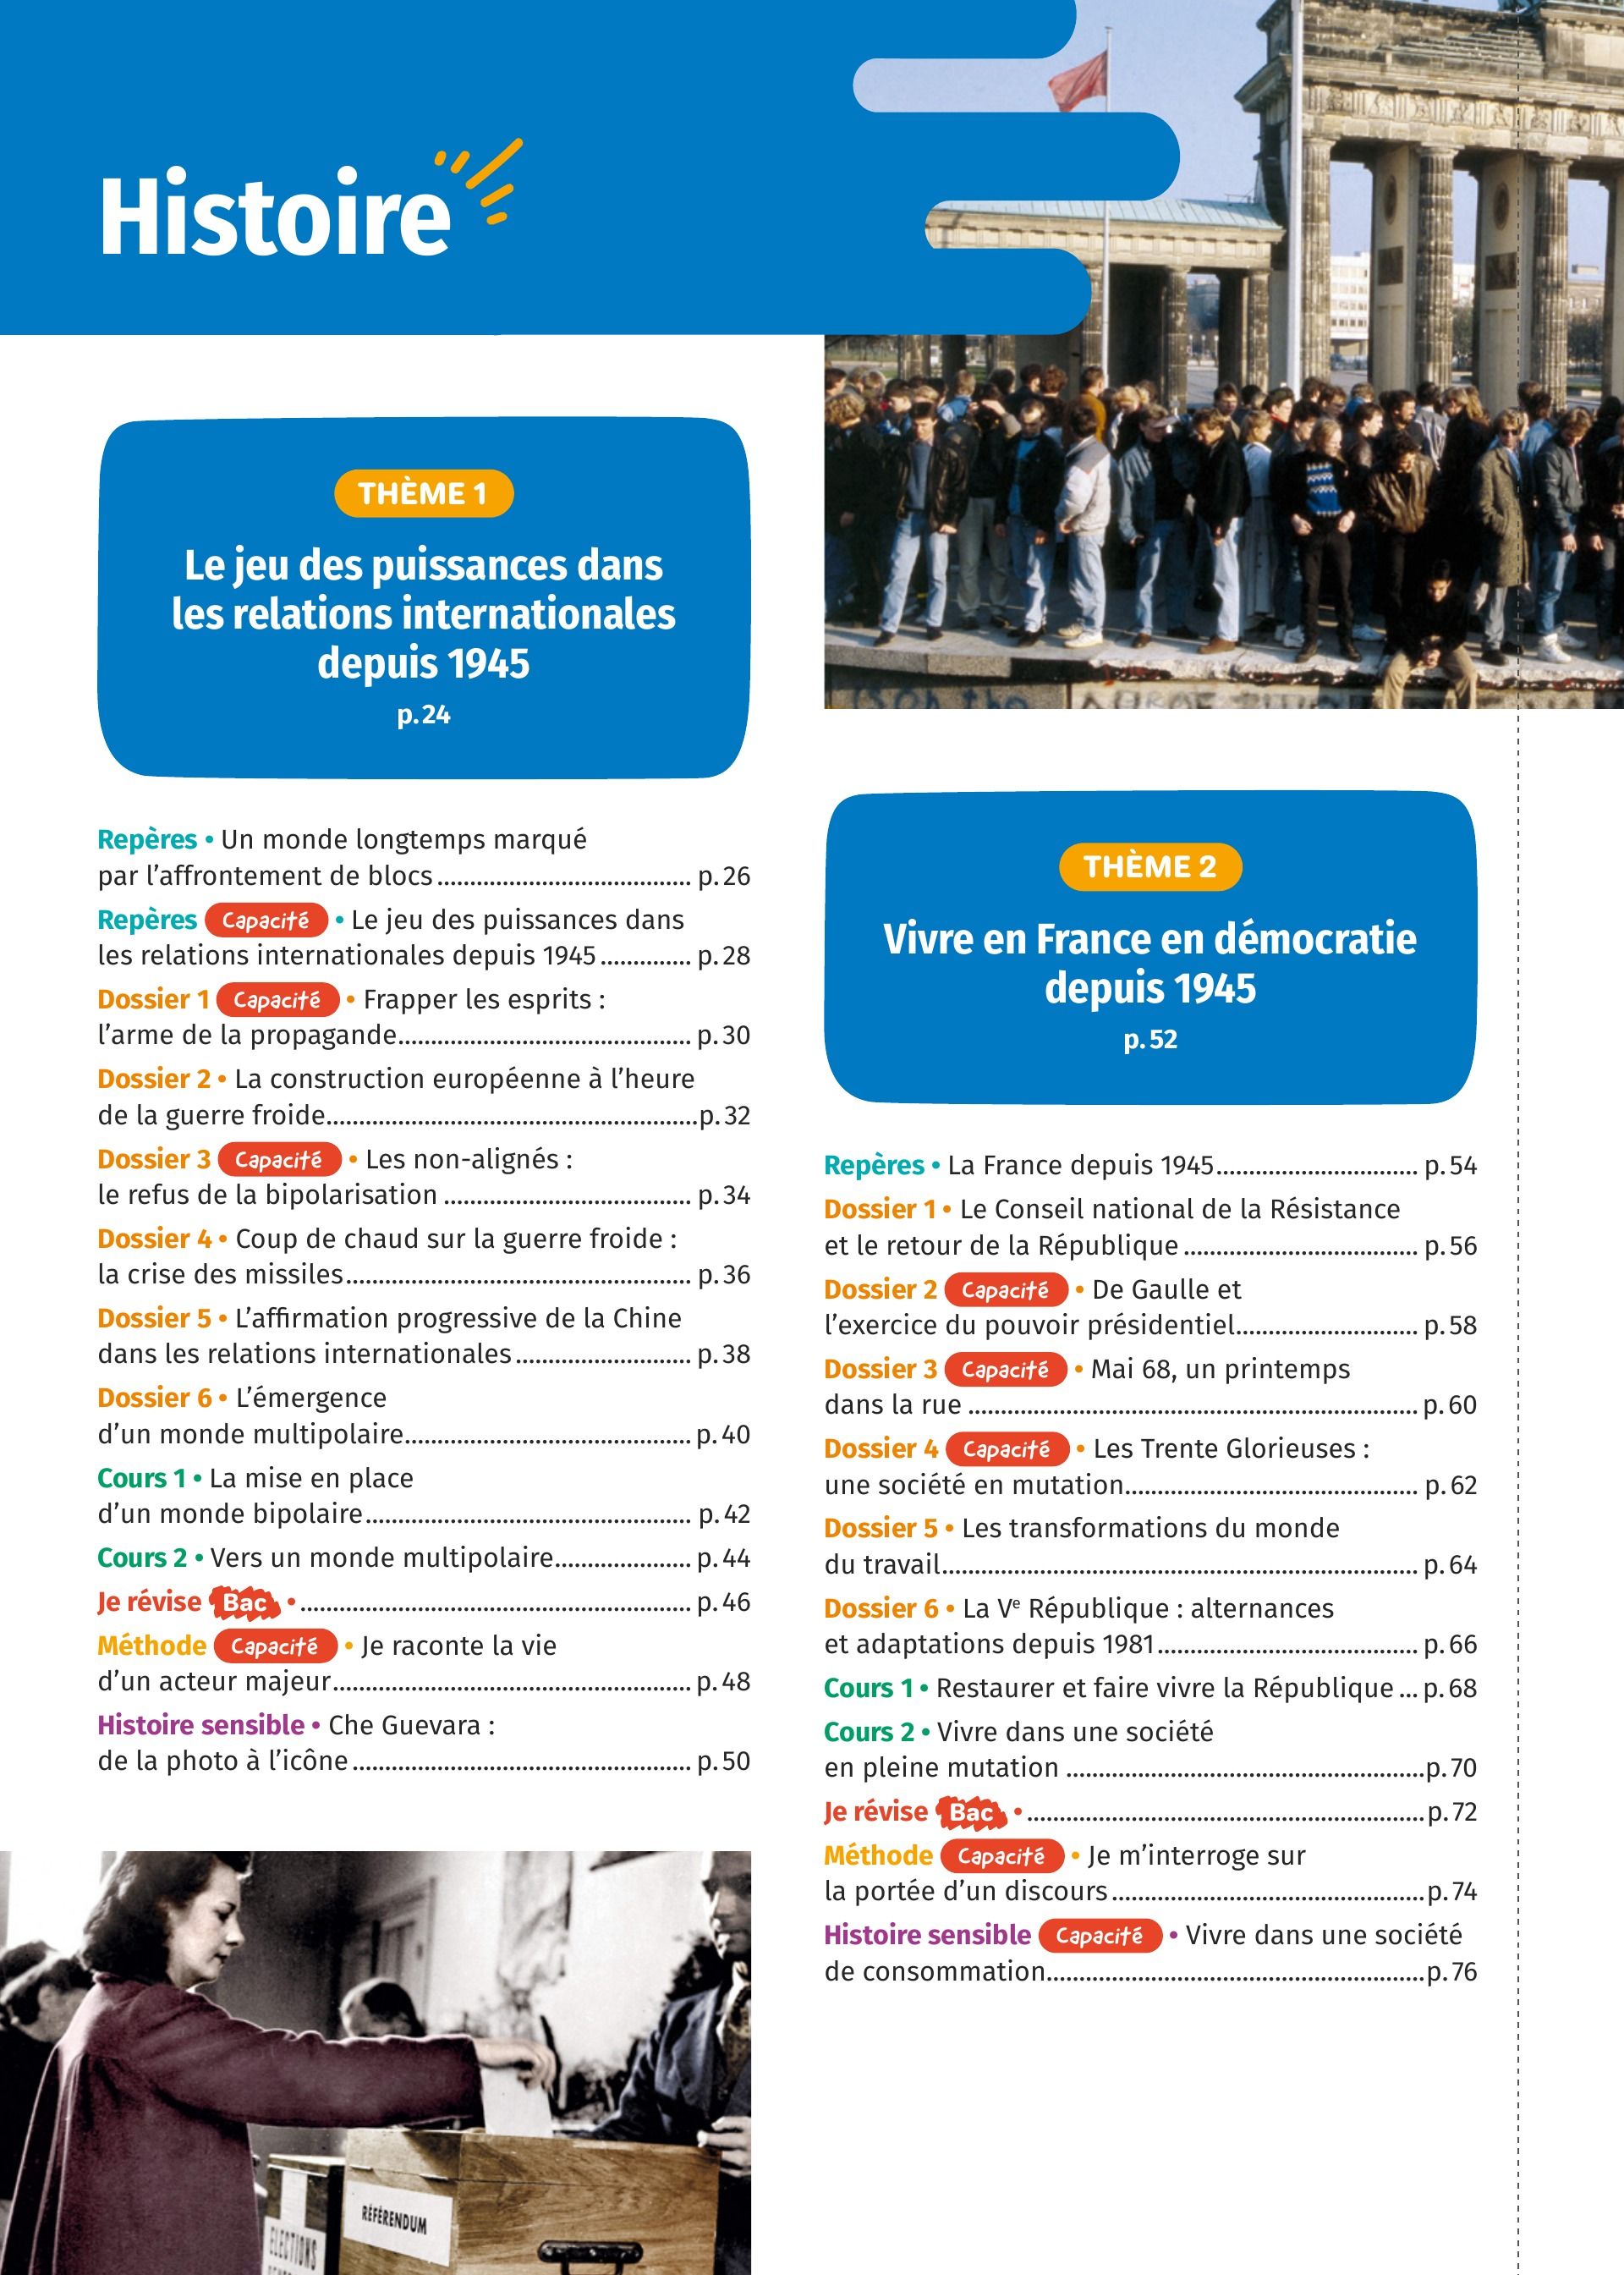 Histoire
THÈME 1
Le jeu des puissances dans
les relations internationales
depuis 1945
p. 24
Repères • Un monde longtemps marqué
par l’affrontement de blocs ....................................... p. 26
Repères Capacité • Le jeu des puissances dans
les relations internationales depuis 1945 .............. p. 28
Dossier 1 Capacité • Frapper les esprits :
l’arme de la propagande............................................. p. 30
Dossier 2 • La construction européenne à l’heure
de la guerre froide.........................................................p. 32
Dossier 3 Capacité • Les non-alignés :
le refus de la bipolarisation ...................................... p. 34
Dossier 4 • Coup de chaud sur la guerre froide :
la crise des missiles..................................................... p. 36
Dossier 5 • L’affirmation progressive de la Chine
dans les relations internationales ........................... p. 38
Dossier 6 • L’émergence
d’un monde multipolaire............................................ p. 40
Cours 1 • La mise en place
d’un monde bipolaire.................................................. p. 42
Cours 2 • Vers un monde multipolaire..................... p. 44
Je révise Bac • ............................................................ p. 46
Méthode Capacité • Je raconte la vie
d’un acteur majeur....................................................... p. 48
Histoire sensible • Che Guevara :
de la photo à l’icône .................................................... p. 50
RÉFÉRENDUM
ELECTIONS
THÈME 2
Vivre en France en démocratie
depuis 1945
p. 52
Repères • La France depuis 1945............................... p. 54
Dossier 1 • Le Conseil national de la Résistance
et le retour de la République .................................... p. 56
Dossier 2 Capacité • De Gaulle et
l’exercice du pouvoir présidentiel............................ p. 58
Dossier 3 Capacité • Mai 68, un printemps
dans la rue ..................................................................... p. 60
Dossier 4 Capacité • Les Trente Glorieuses :
une société en mutation............................................. p. 62
Dossier 5 • Les transformations du monde
du travail......................................................................... p. 64
Dossier 6 • La Ve République : alternances
et adaptations depuis 1981........................................ p. 66
Cours 1 • Restaurer et faire vivre la République ... p. 68
Cours 2 • Vivre dans une société
en pleine mutation .......................................................p. 70
Je révise Bac • .............................................................p. 72
Méthode Capacité • Je m’interroge sur
la portée d’un discours................................................p. 74
Histoire sensible Capacité • Vivre dans une société
de consommation..........................................................p. 76